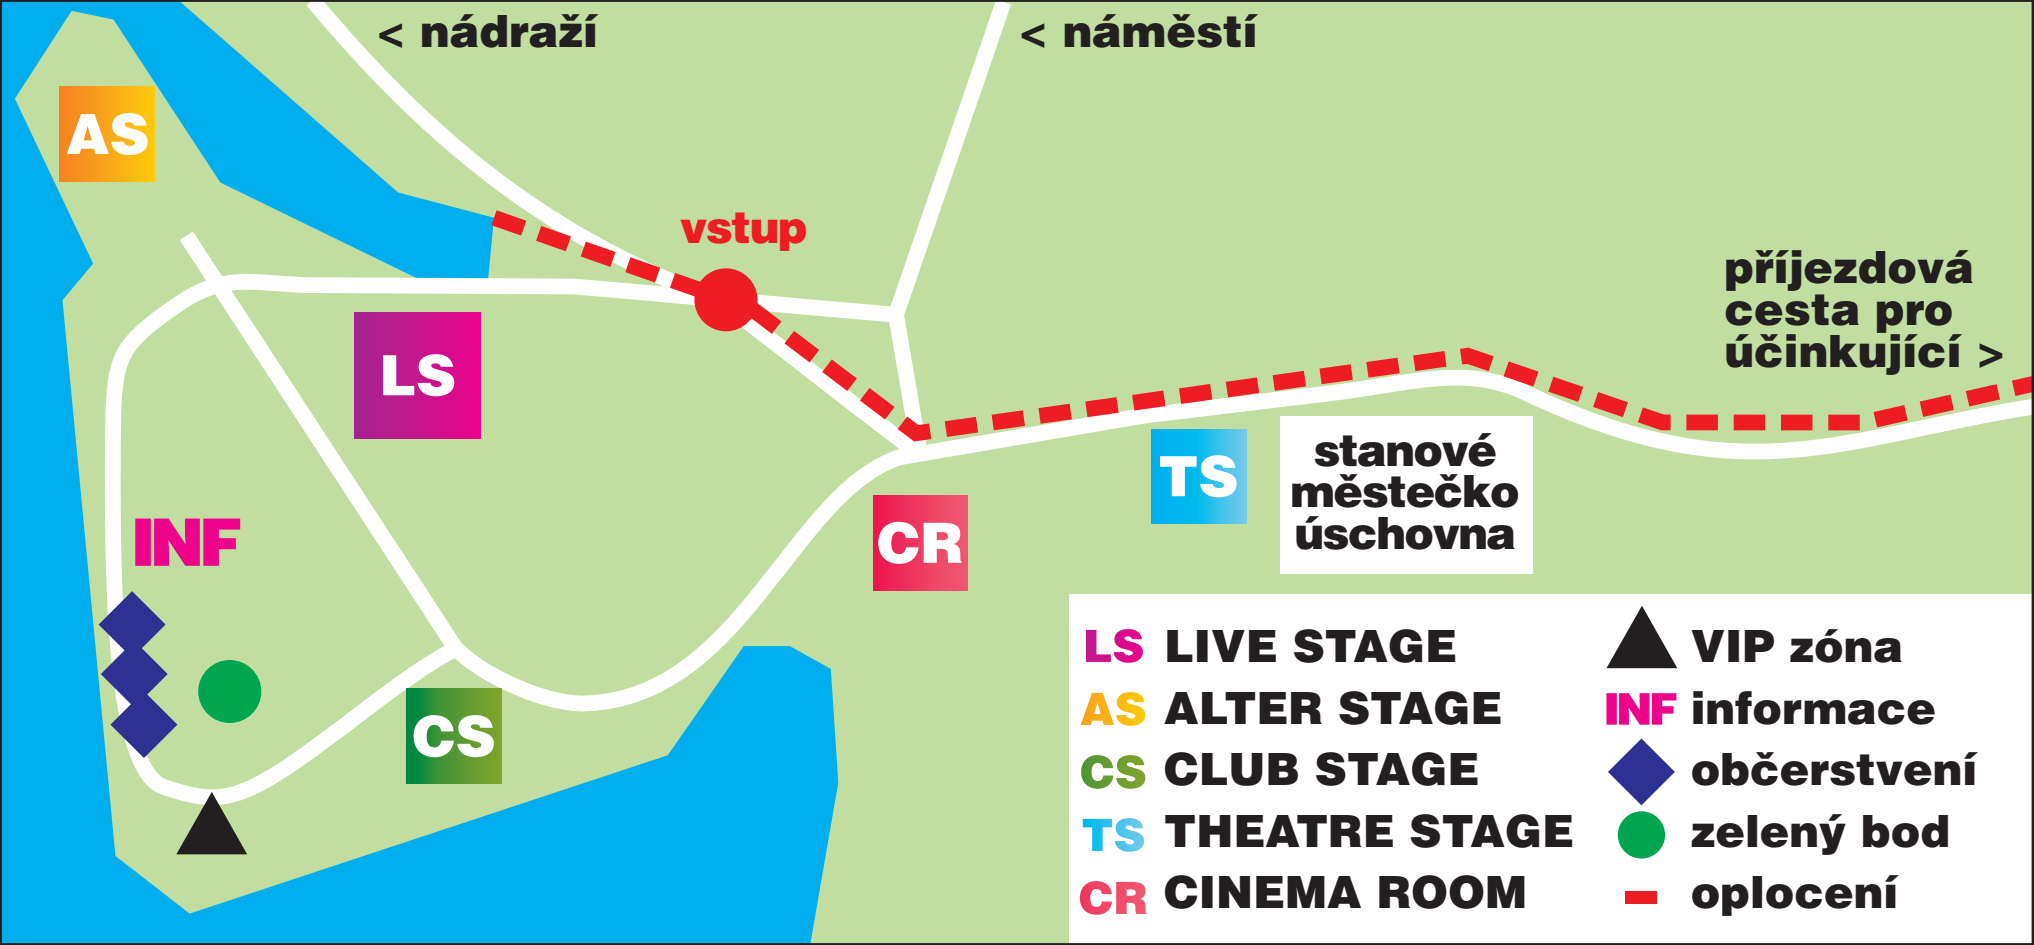 < nádraží
< náměstí
AS
vstup
příjezdová
cesta pro
účinkující >
LS
TS
stanové
městečko
úschovna
INF
CR
CS
LS LIVE STAGE
AS ALTER STAGE
CS CLUB STAGE
TS THEATRE STAGE
CR CINEMA ROOM
VIP zóna
INF informace
občerstvení
zelený bod
oplocení